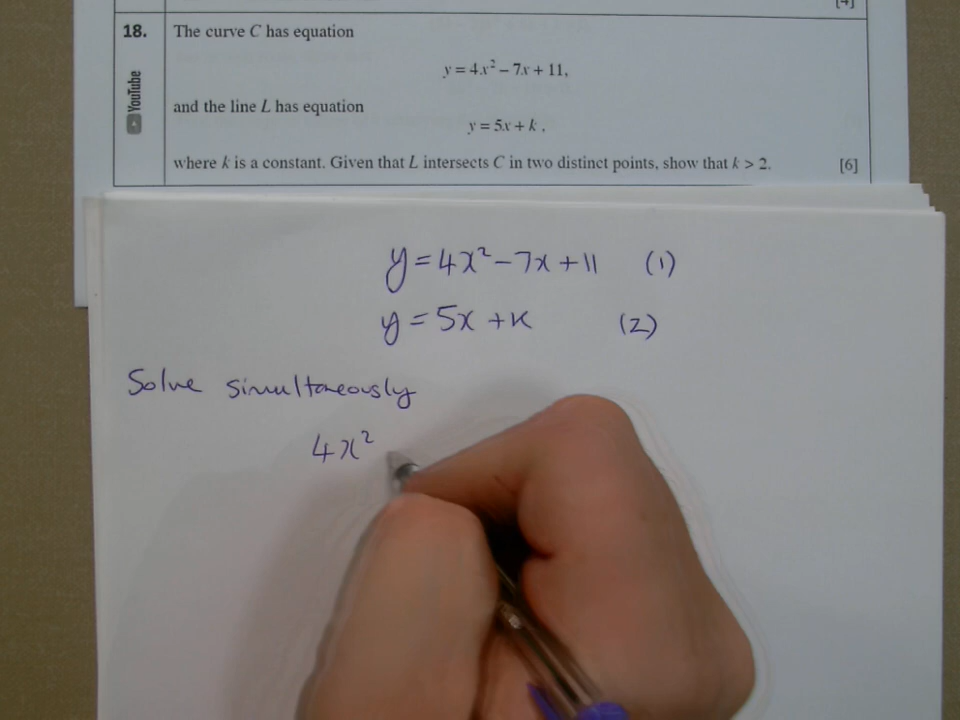 [4]
18. The curve C has equation
y = 4x² – 7x + 11,
YouTube
and the line L has equation
y = 5x + k .
where k is a constant. Given that L intersects C in two distinct points, show that k > 2. [6]
y = 4x² – 7x + 11 (1)
y = 5x + k (2)
Solve simultaneously
4x²